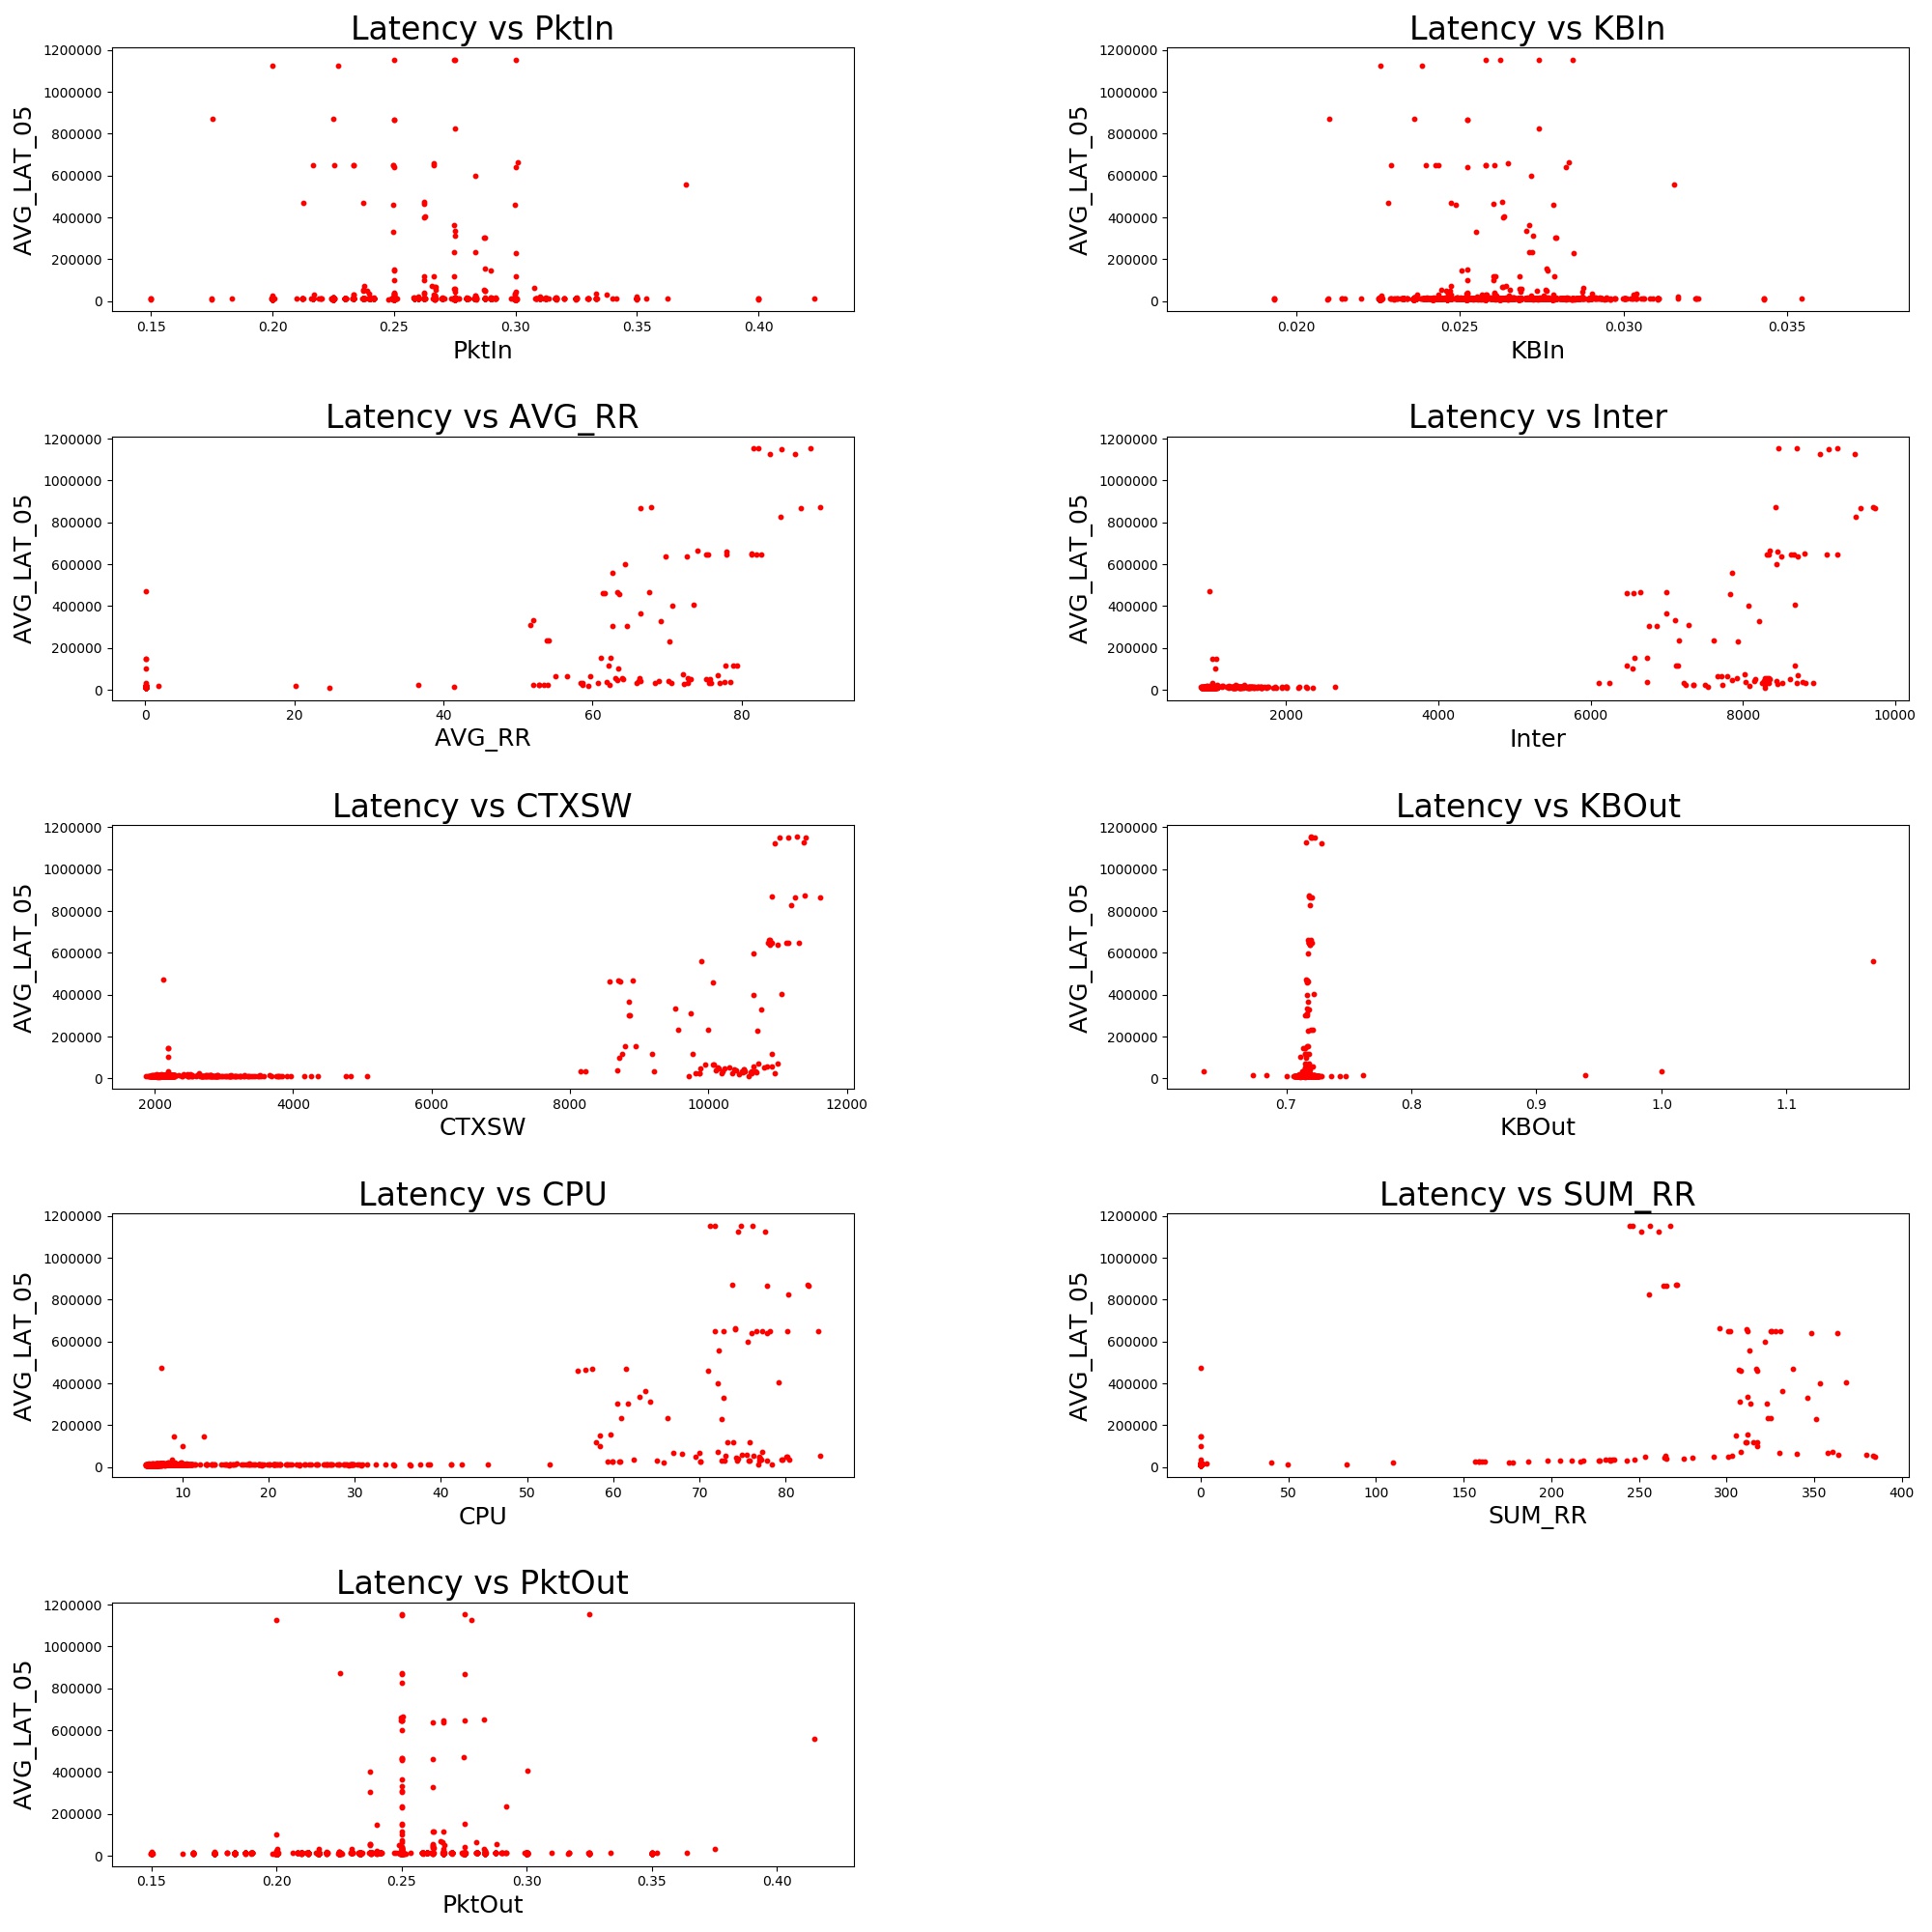 Latency vs PktIn
AVG_LAT_05
1200000
1000000
800000
600000
400000
200000
0
0.15 0.20 0.25 0.30 0.35 0.40
PktIn
Latency vs KBIn
AVG_LAT_05
1200000
1000000
800000
600000
400000
200000
0
0.020 0.025 0.030 0.035
KBIn
Latency vs AVG_RR
AVG_LAT_05
1200000
1000000
800000
600000
400000
200000
0
0 20 40 60 80
AVG_RR
Latency vs Inter
AVG_LAT_05
1200000
1000000
800000
600000
400000
200000
0
2000 4000 6000 8000 10000
Inter
Latency vs CTXSW
AVG_LAT_05
1200000
1000000
800000
600000
400000
200000
0
2000 4000 6000 8000 10000 12000
CTXSW
Latency vs KBOut
AVG_LAT_05
1200000
1000000
800000
600000
400000
200000
0
0.7 0.8 0.9 1.0 1.1
KBOut
Latency vs CPU
AVG_LAT_05
1200000
1000000
800000
600000
400000
200000
0
10 20 30 40 50 60 70 80
CPU
Latency vs SUM_RR
AVG_LAT_05
1200000
1000000
800000
600000
400000
200000
0
0 50 100 150 200 250 300 350 400
SUM_RR
Latency vs PktOut
AVG_LAT_05
1200000
1000000
800000
600000
400000
200000
0
0.15 0.20 0.25 0.30 0.35 0.40
PktOut